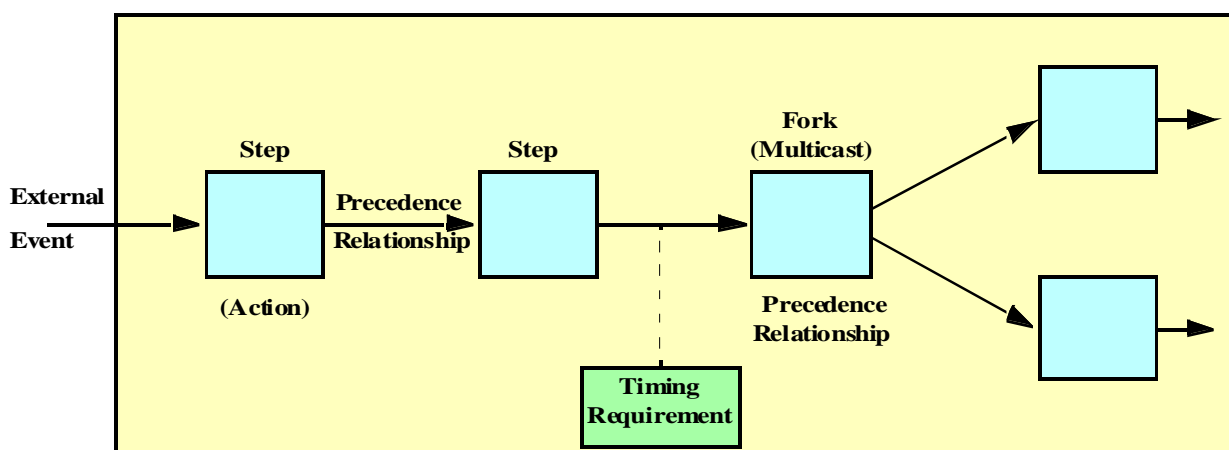 External
Event
Step
(Action)
Precedence
Relationship
Step
Timing
Requirement
Fork
(Multicast)
Precedence
Relationship